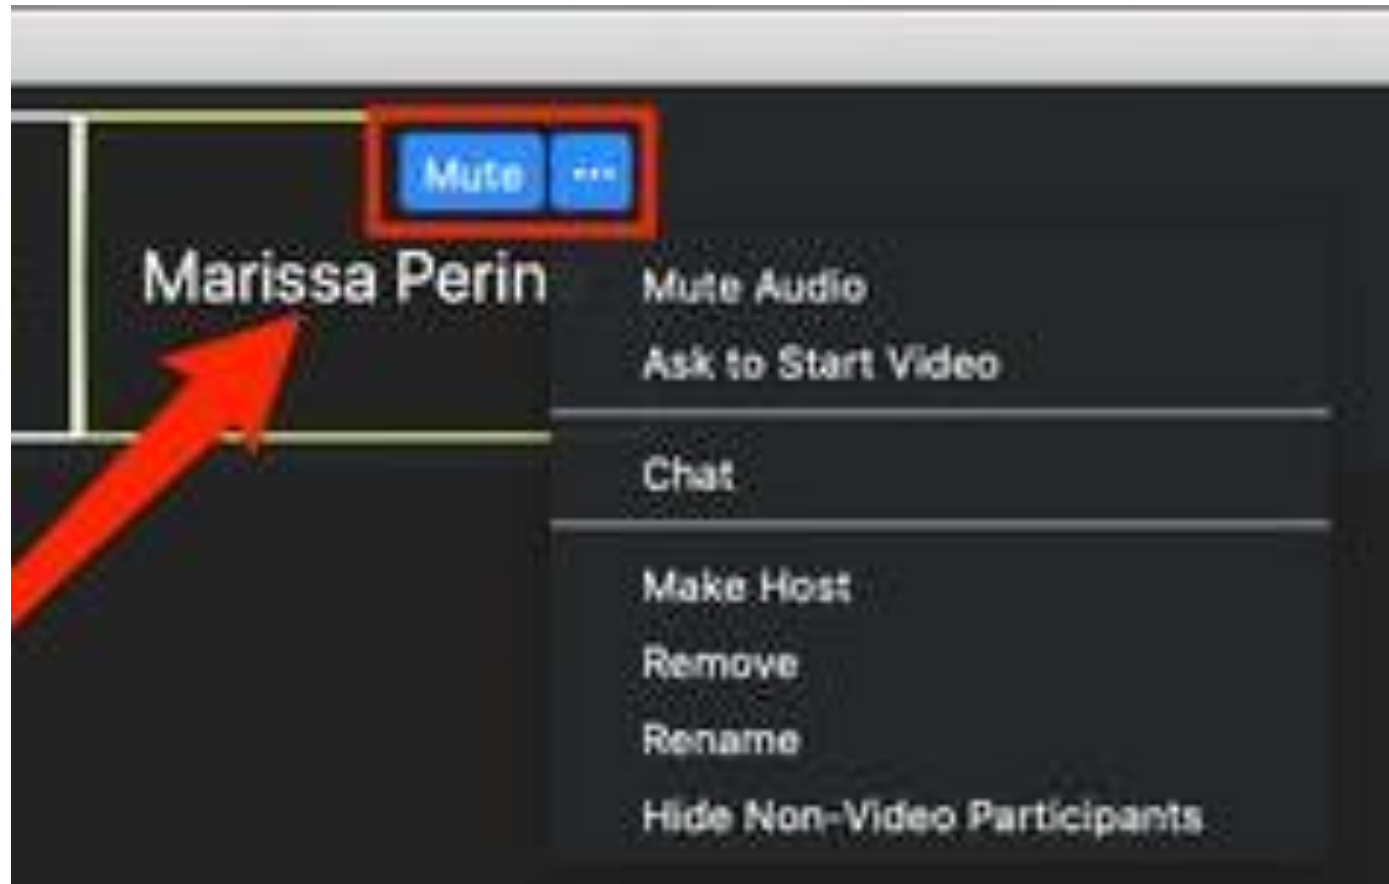 Mute ...
Marissa Perin
Mute Audio
Ask to Start Video
Chat
Make Host
Remove
Rename
Hide Non-Video Participants